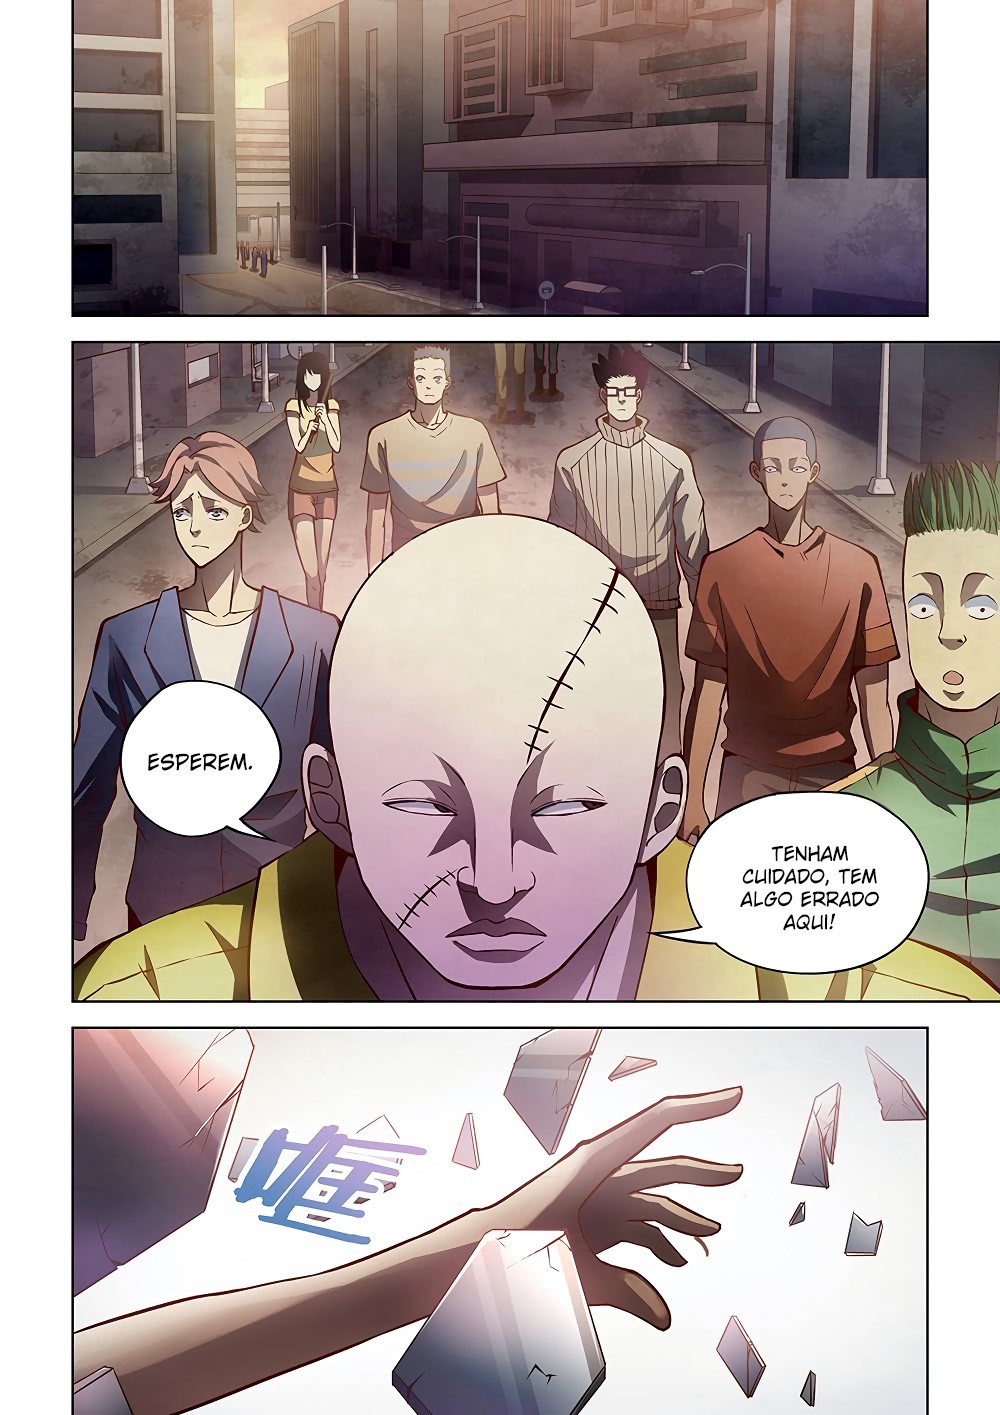 ESPEREM.
TENHAM
CUIDADO, TEM
ALGO ERRADO
AQUI!
哐